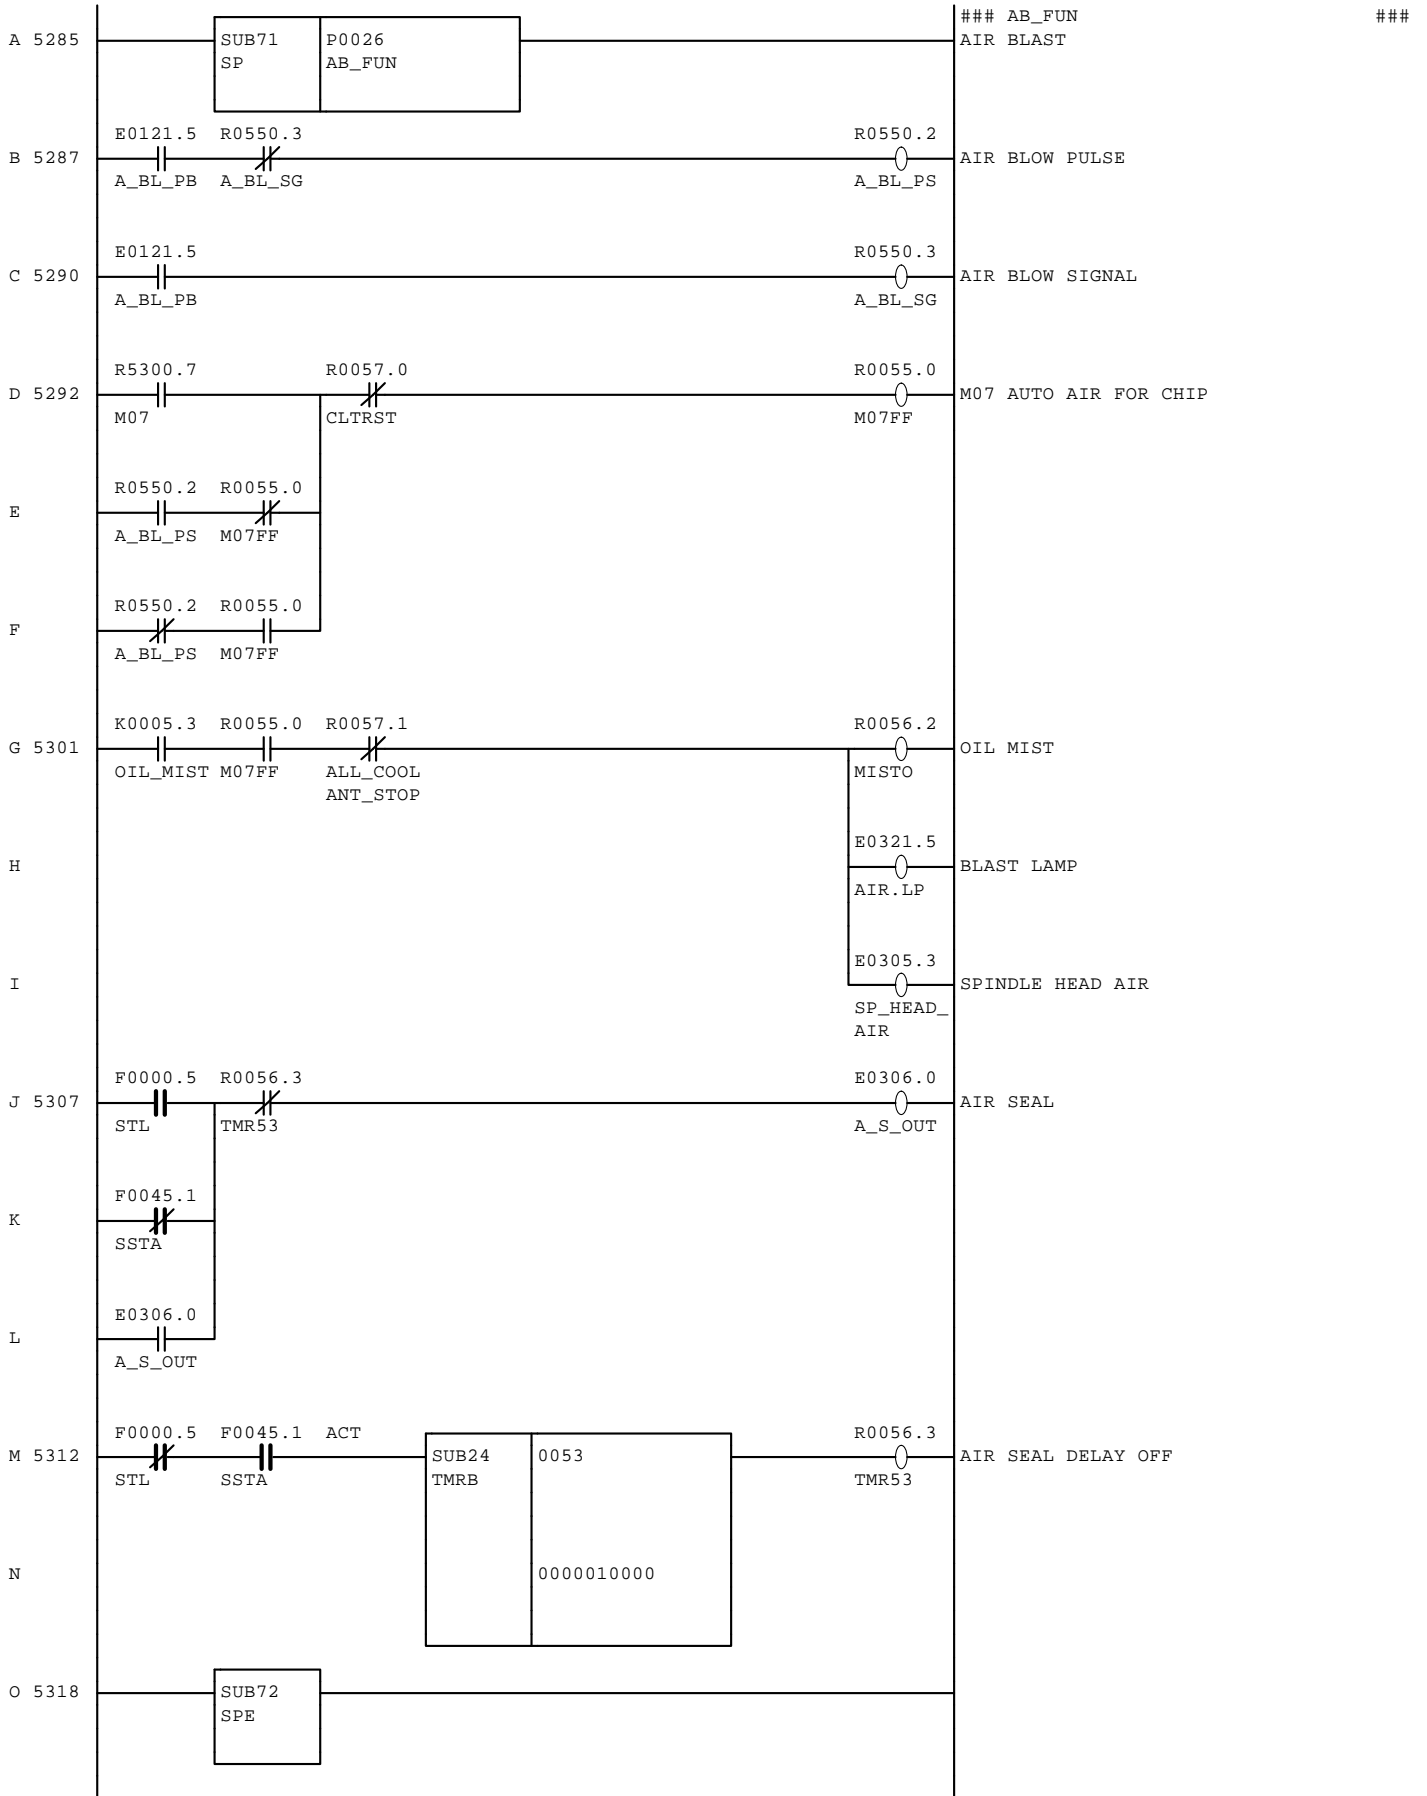 ### AB_FUN ###
A 5285 SUB71 P0026 AIR BLAST
SP AB_FUN
E0121.5 R0550.3 R0550.2
B 5287 AIR BLOW PULSE
A_BL_PB A_BL_SG A_BL_PS
E0121.5 R0550.3
C 5290 AIR BLOW SIGNAL
A_BL_PB A_BL_SG
R5300.7 R0057.0 R0055.0
D 5292 M07 AUTO AIR FOR CHIP
M07 CLTRST M07FF
R0550.2 R0055.0
E
A_BL_PS M07FF
R0550.2 R0055.0
F
A_BL_PS M07FF
K0005.3 R0055.0 R0057.1 R0056.2
G 5301 OIL MIST
OIL_MIST M07FF ALL_COOL MISTO
ANT_STOP
E0321.5
H BLAST LAMP
AIR.LP
E0305.3
I SPINDLE HEAD AIR
SP_HEAD_
AIR
F0000.5 R0056.3 E0306.0
J 5307 AIR SEAL
STL TMR53 A_S_OUT
F0045.1
K
SSTA
E0306.0
L
A_S_OUT
F0000.5 F0045.1 ACT R0056.3
M 5312 SUB24 0053 AIR SEAL DELAY OFF
STL SSTA TMRB TMR53
N 0000010000
O 5318 SUB72
SPE